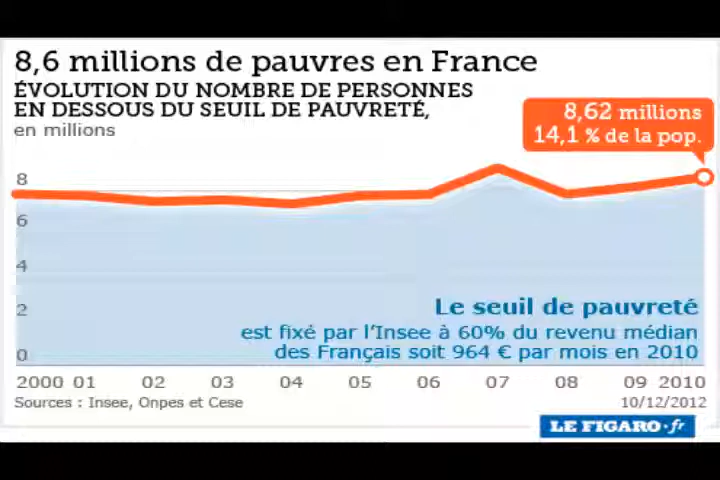 8,6 millions de pauvres en France
ÉVOLUTION DU NOMBRE DE PERSONNES
EN DESSOUS DU SEUIL DE PAUVRETÉ,
en millions
8,62 millions
14,1 % de la pop.
8
6
4
2
0
Le seuil de pauvreté
est fixé par l'Insee à 60% du revenu médian
des Français soit 964 € par mois en 2010
2000 01 02 03 04 05 06 07 08 09 2010
Sources : Insee, Onpes et Cese
10/12/2012
LE FIGARO·fr